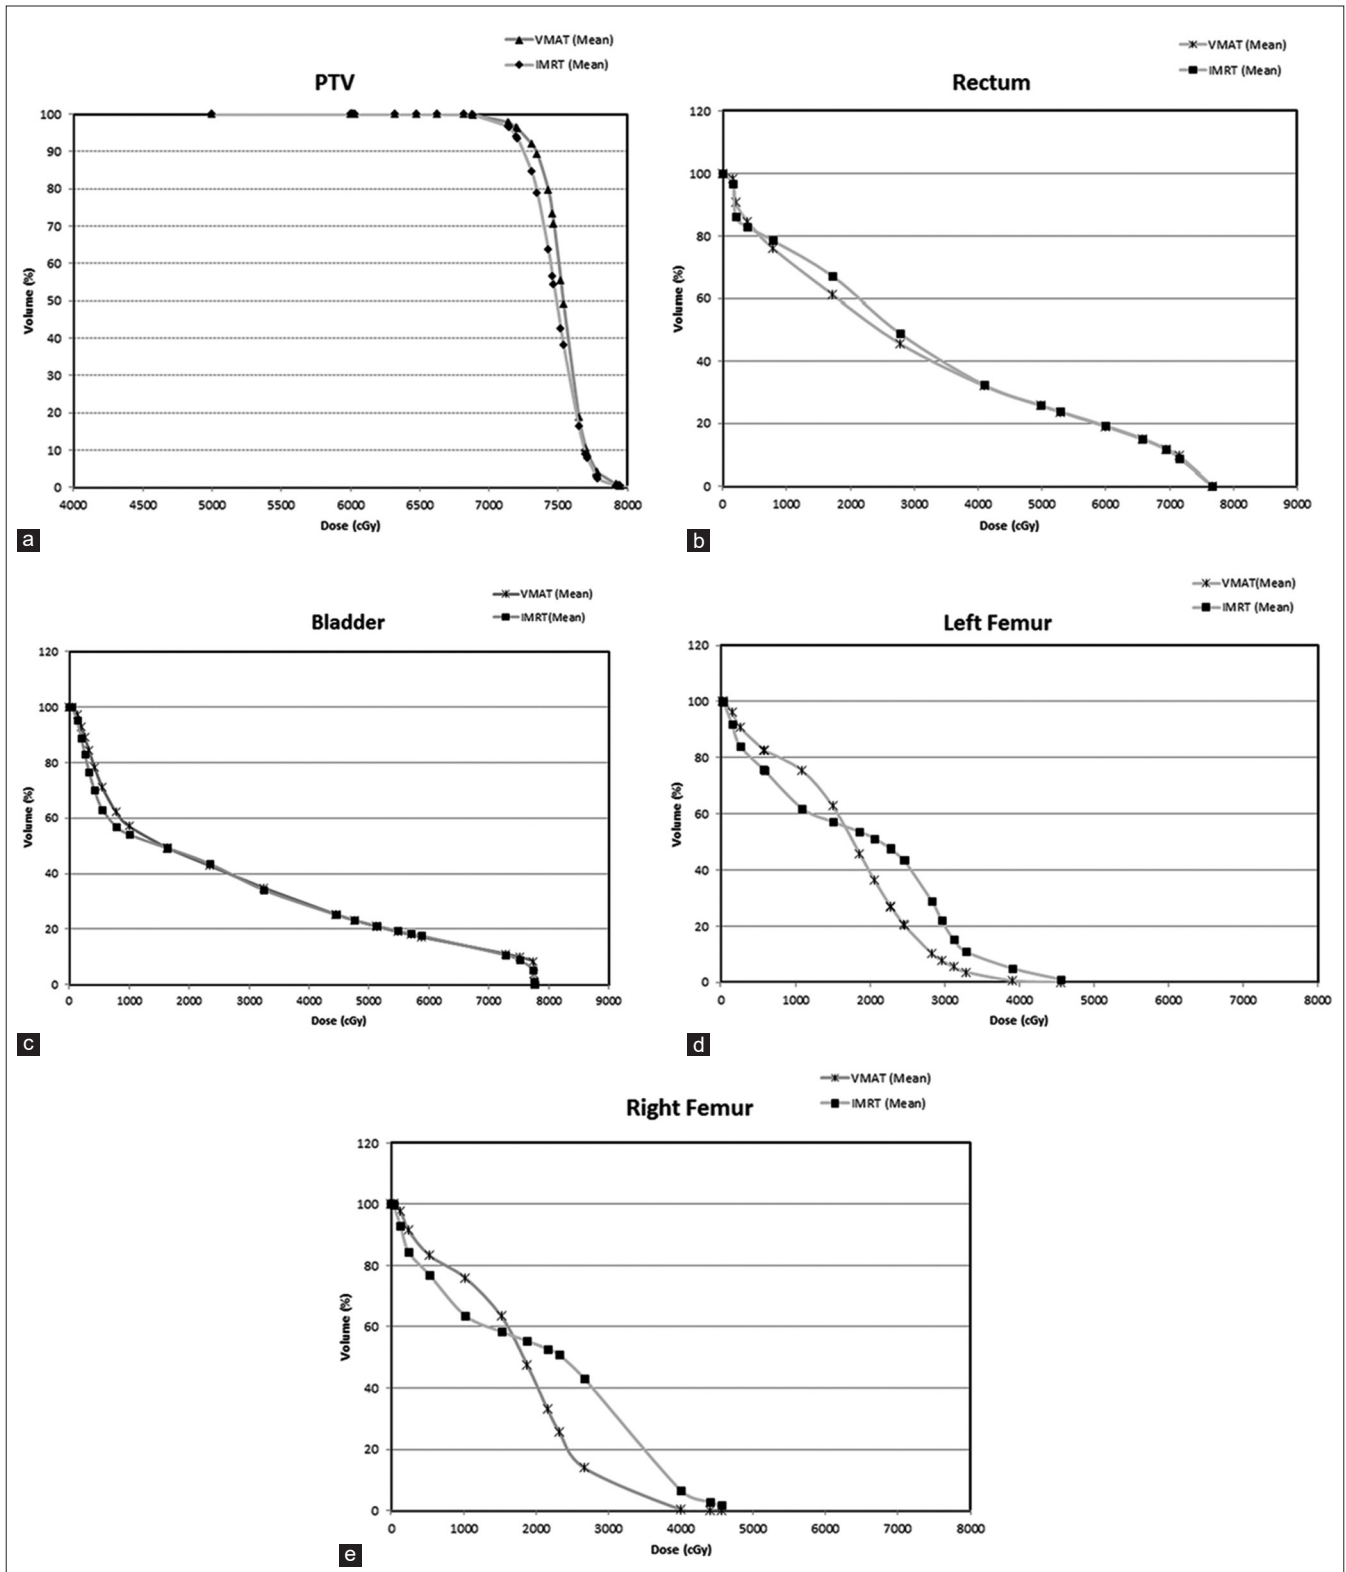 VMAT (Mean)
IMRT (Mean)
PTV
100
90
80
70
60
50
40
30
20
10
0
Volume (%)
4000 4500 5000 5500 6000 6500 7000 7500 8000
Dose (cGy)
a
VMAT (Mean)
IMRT (Mean)
Rectum
120
100
80
60
40
20
0
Volume (%)
0 1000 2000 3000 4000 5000 6000 7000 8000 9000
Dose (cGy)
b
VMAT (Mean)
IMRT(Mean)
Bladder
120
100
80
60
40
20
0
Volume (%)
0 1000 2000 3000 4000 5000 6000 7000 8000 9000
Dose (cGy)
c
VMAT(Mean)
IMRT (Mean)
Left Femur
120
100
80
60
40
20
0
Volume (%)
0 1000 2000 3000 4000 5000 6000 7000 8000
Dose (cGy)
d
VMAT (Mean)
IMRT (Mean)
Right Femur
120
100
80
60
40
20
0
Volume (%)
0 1000 2000 3000 4000 5000 6000 7000 8000
Dose (cGy)
e